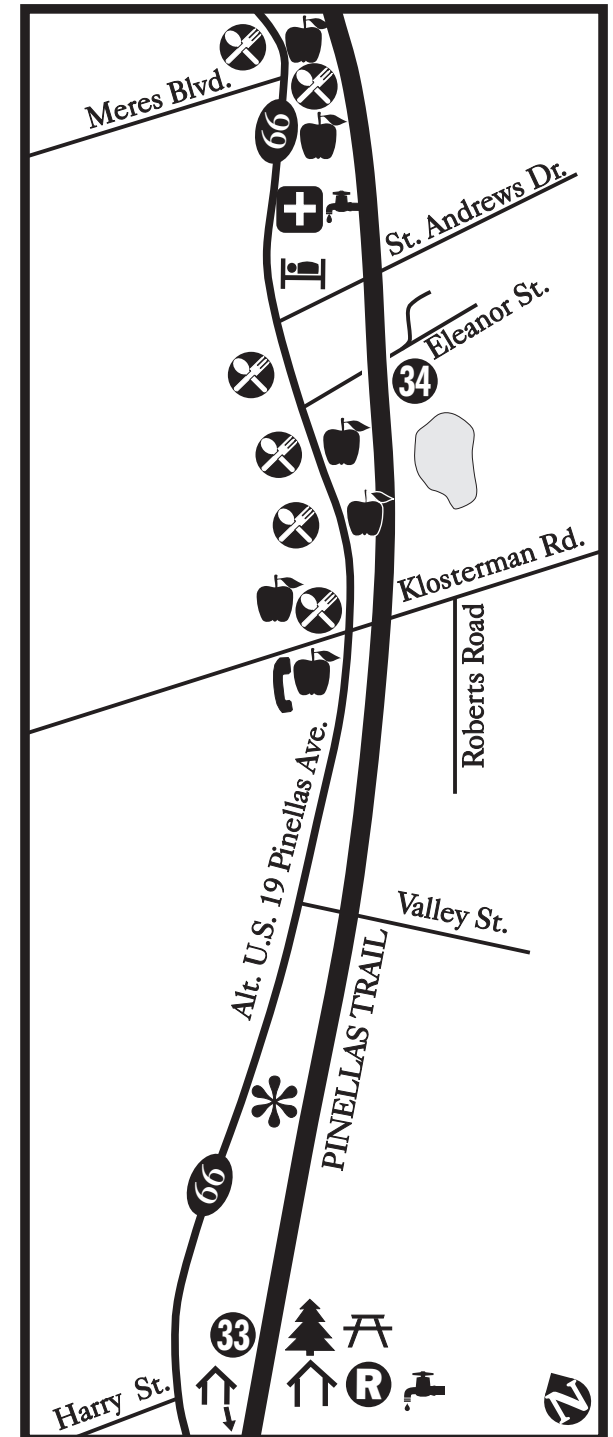 Meres Blvd.
66
St. Andrews Dr.
Eleanor St.
34
Klosterman Rd.
Roberts Road
Alt. U.S. 19 Pinellas Ave.
Valley St.
PINELLAS TRAIL
66
33
R
Harry St.
N